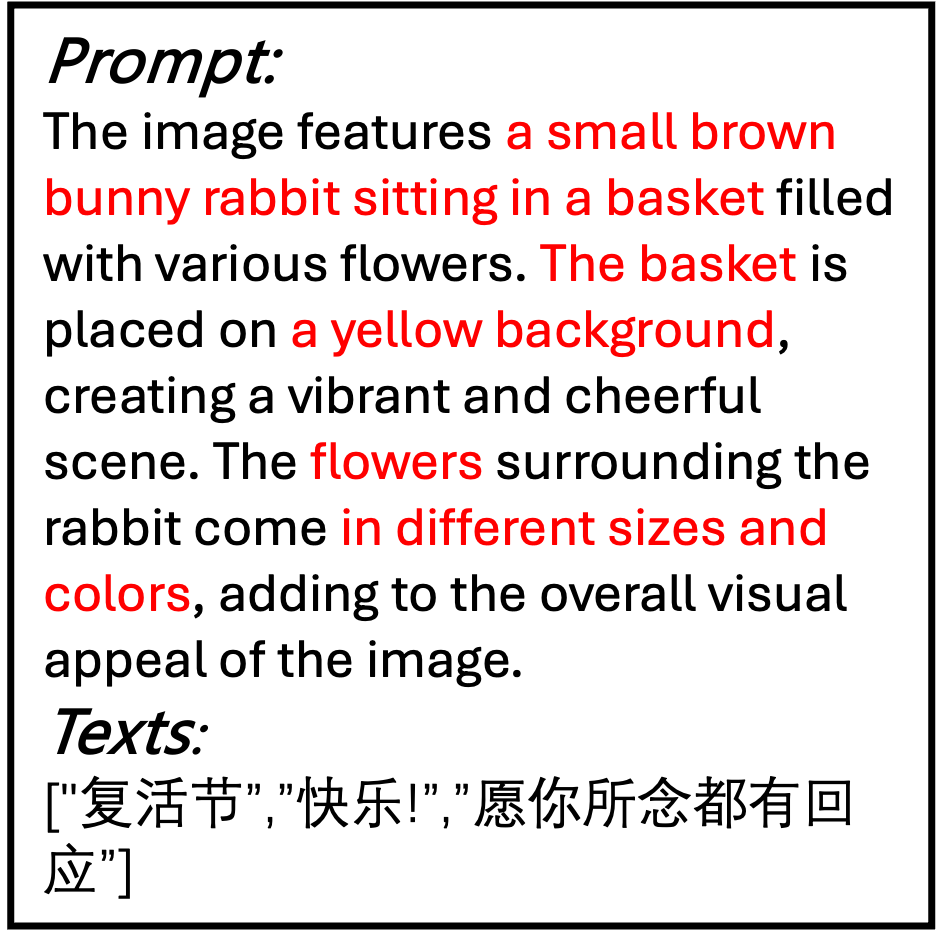 Prompt:
The image features a small brown
bunny rabbit sitting in a basket filled
with various flowers. The basket is
placed on a yellow background,
creating a vibrant and cheerful
scene. The flowers surrounding the
rabbit come in different sizes and
colors, adding to the overall visual
appeal of the image.
Texts:
["复活节”,”快乐!”,”愿你所念都有回
应”]